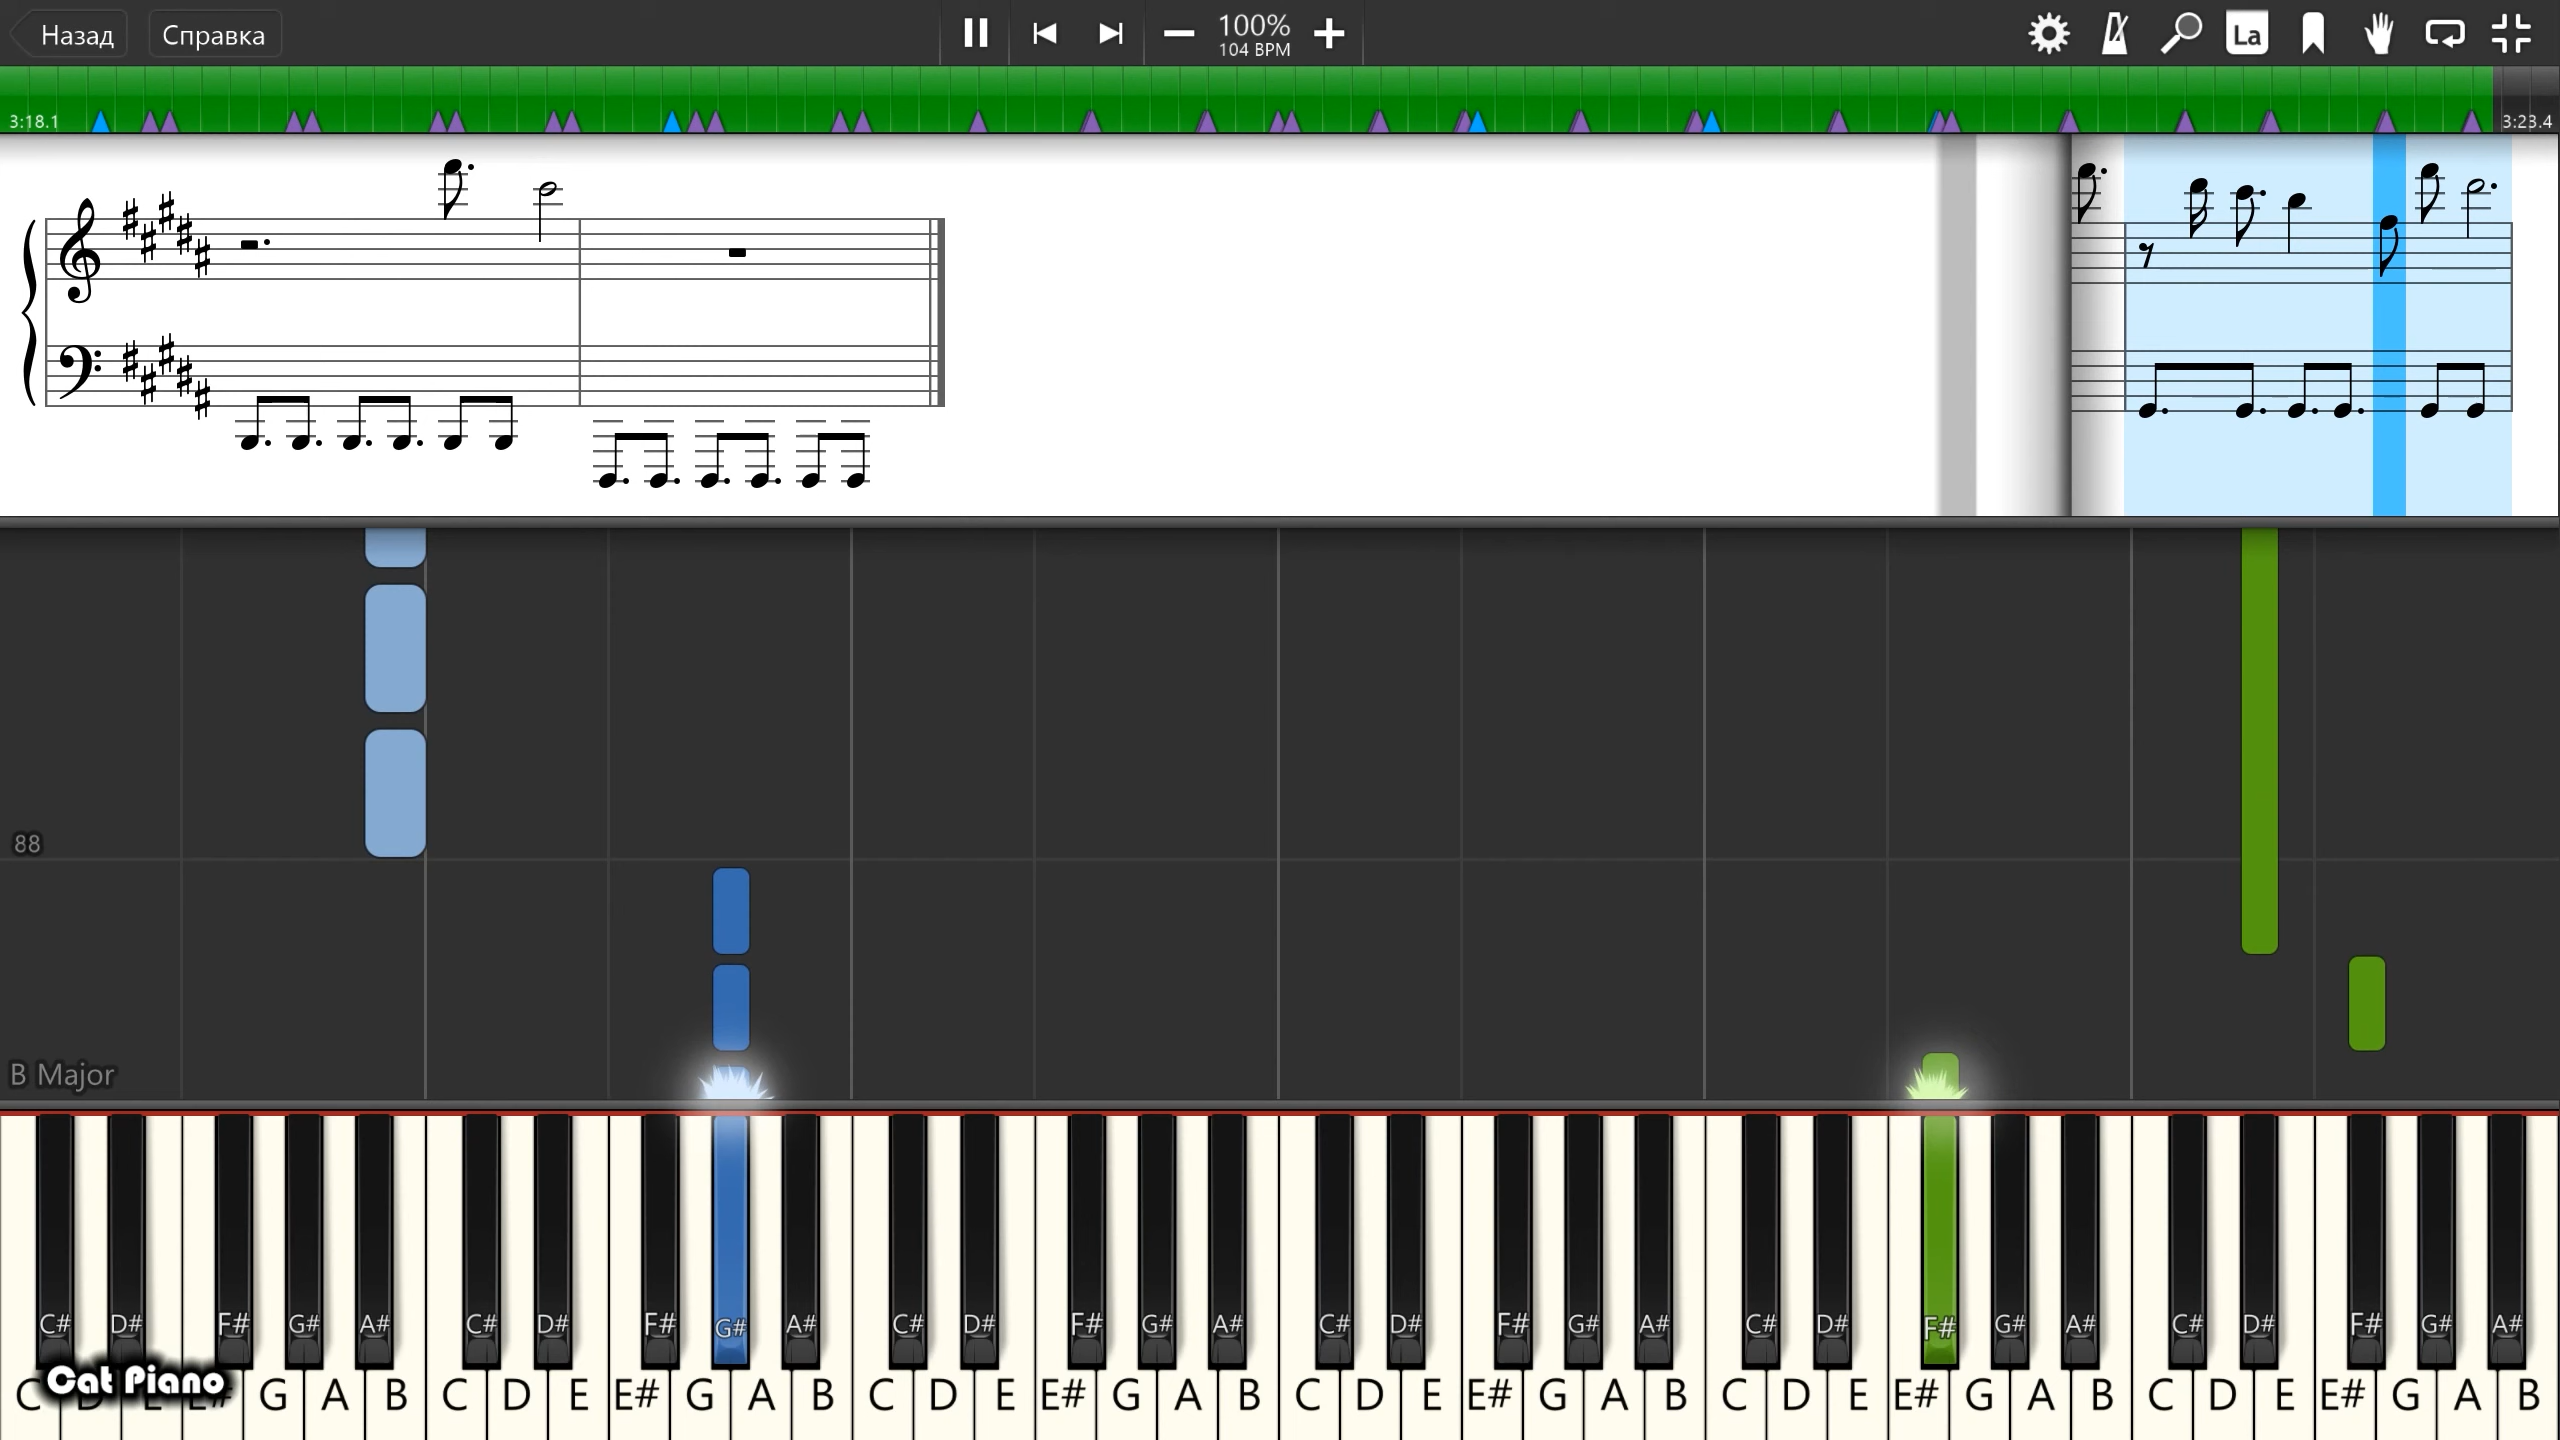 Назад Справка 100%
104 BPM
La
3:18.1 3:23.4
88
B Major
C# D# F# G# A# C# D# F# G# A# C# D# F# G# A# C# D# F# G# A# C# D# F# G# A# C# D# F# G# A#
Cat Piano
C D E E# G A B C D E E# G A B C D E E# G A B C D E E# G A B C D E E# G A B C D E E# G A B